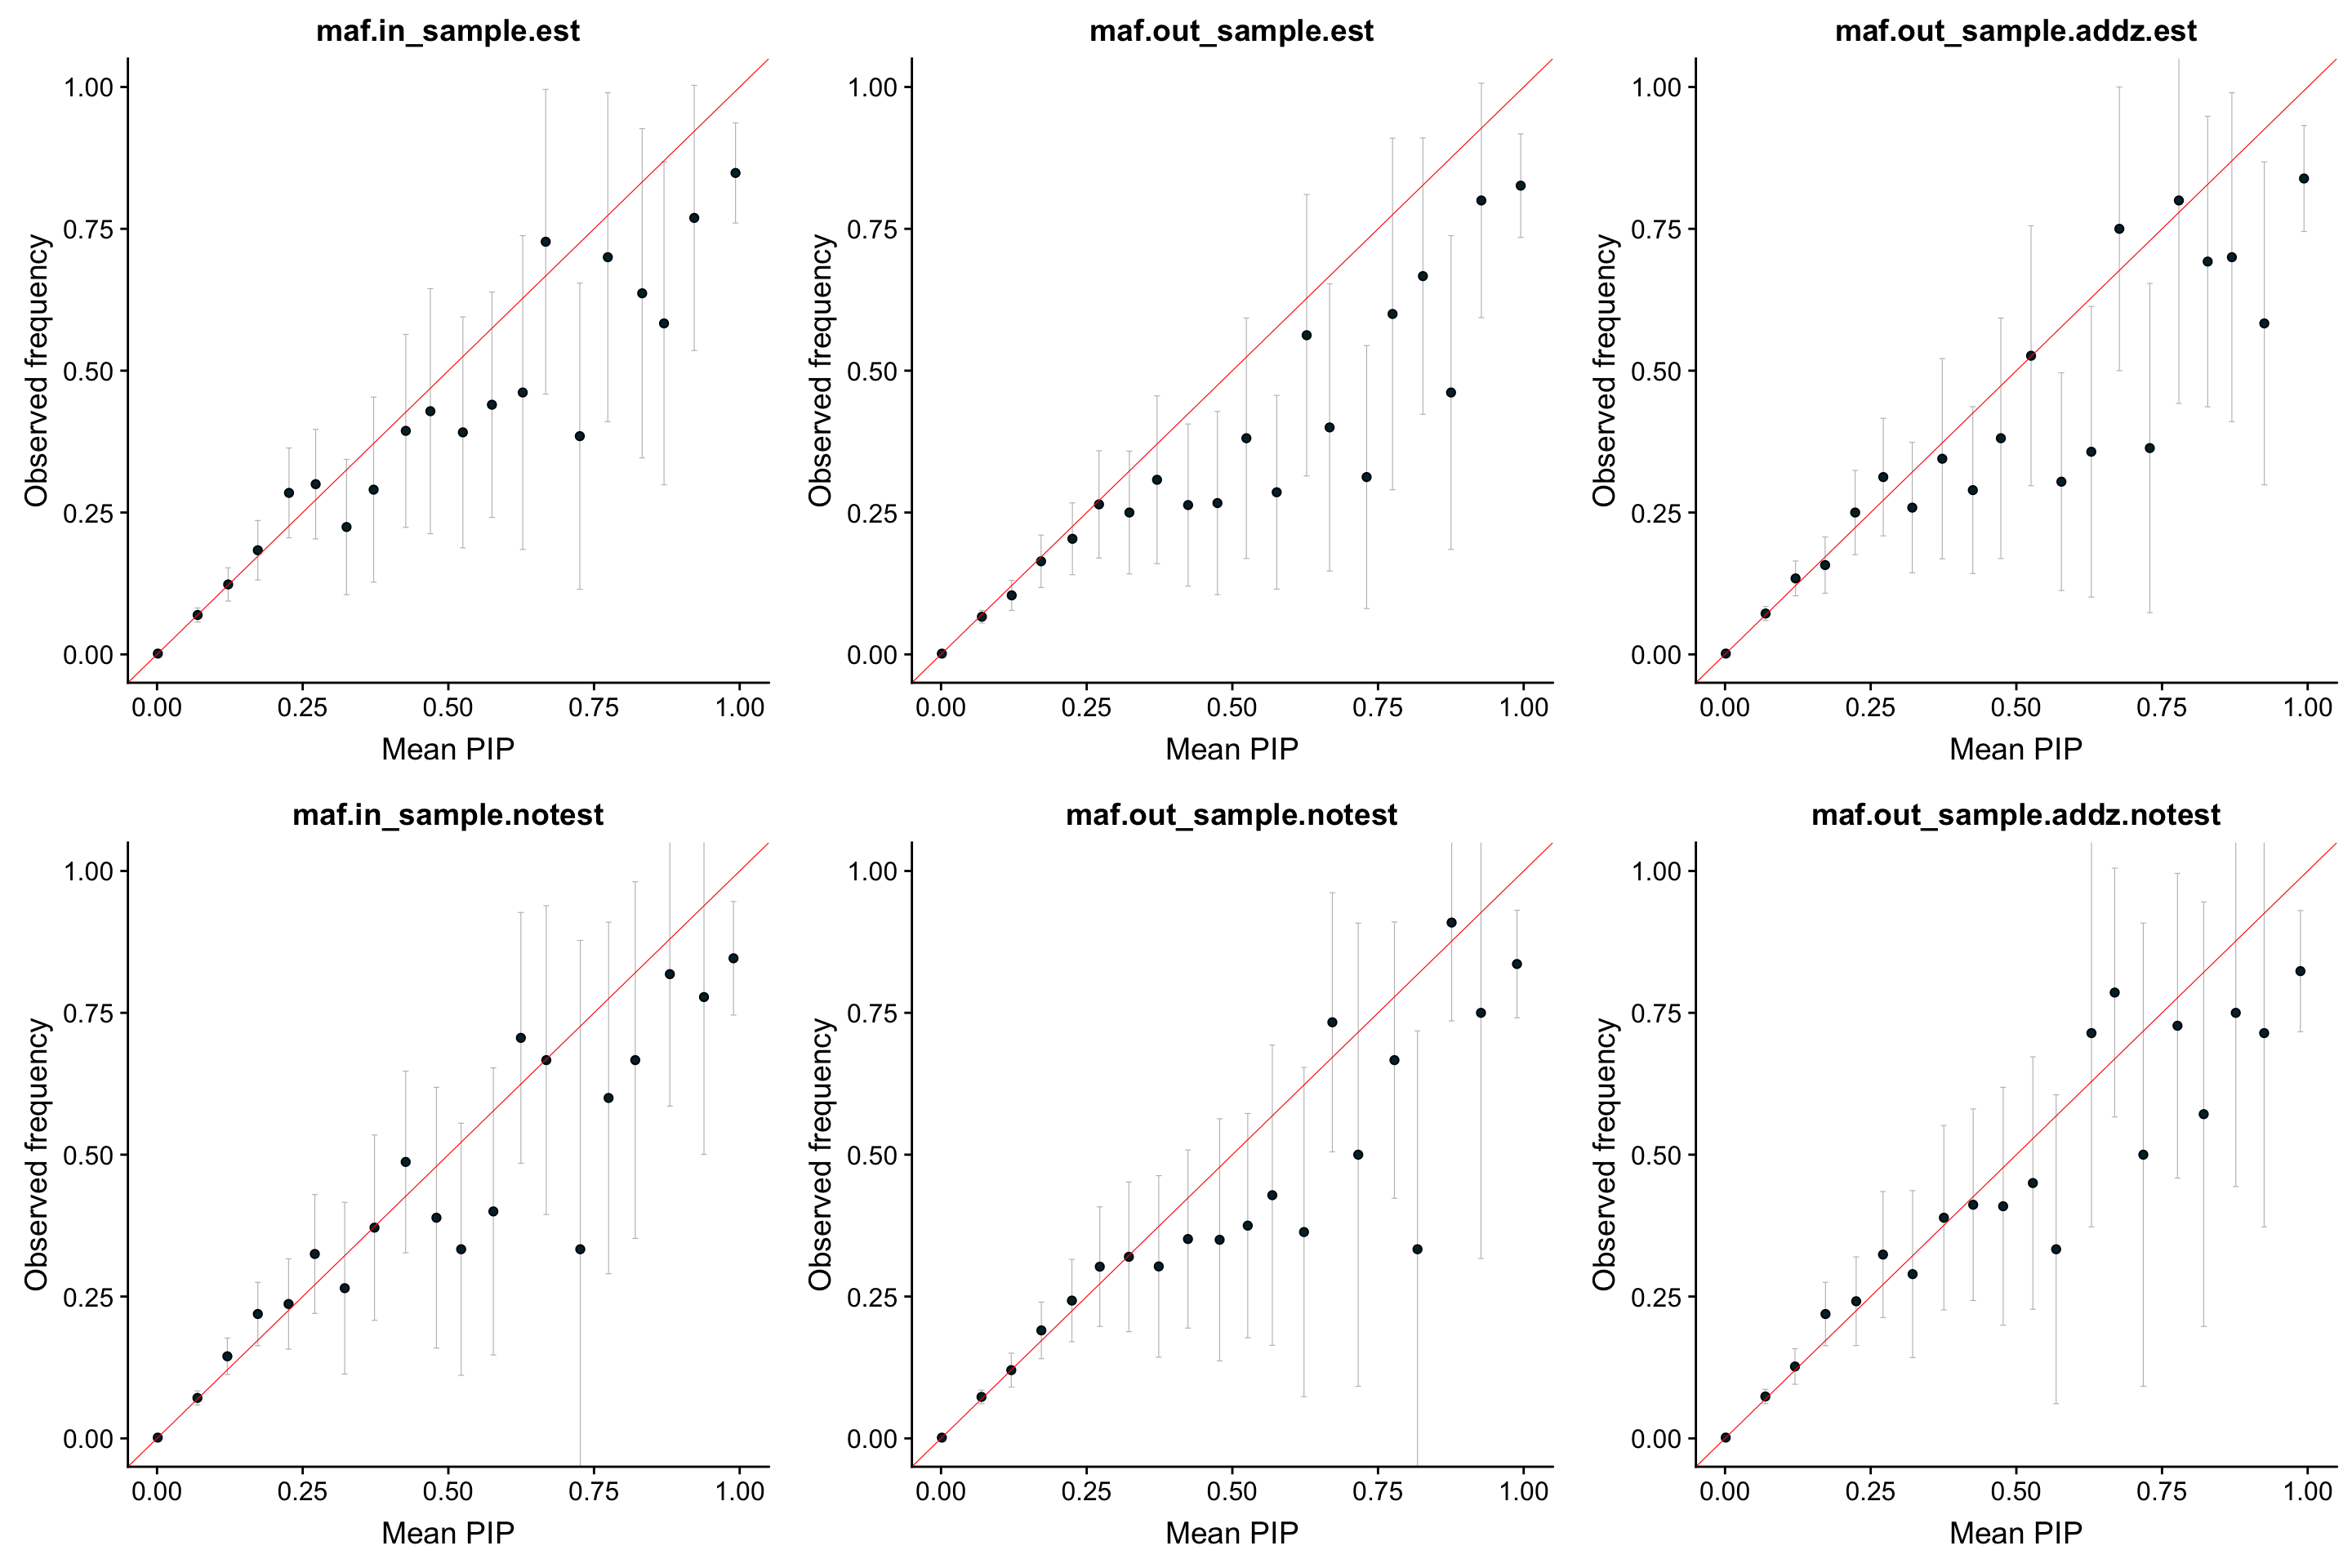 maf.in_sample.est
1.00
0.75
0.50
0.25
0.00
Observed frequency
0.00 0.25 0.50 0.75 1.00
Mean PIP
maf.out_sample.est
1.00
0.75
0.50
0.25
0.00
Observed frequency
0.00 0.25 0.50 0.75 1.00
Mean PIP
maf.out_sample.addz.est
1.00
0.75
0.50
0.25
0.00
Observed frequency
0.00 0.25 0.50 0.75 1.00
Mean PIP
maf.in_sample.notest
1.00
0.75
0.50
0.25
0.00
Observed frequency
0.00 0.25 0.50 0.75 1.00
Mean PIP
maf.out_sample.notest
1.00
0.75
0.50
0.25
0.00
Observed frequency
0.00 0.25 0.50 0.75 1.00
Mean PIP
maf.out_sample.addz.notest
1.00
0.75
0.50
0.25
0.00
Observed frequency
0.00 0.25 0.50 0.75 1.00
Mean PIP